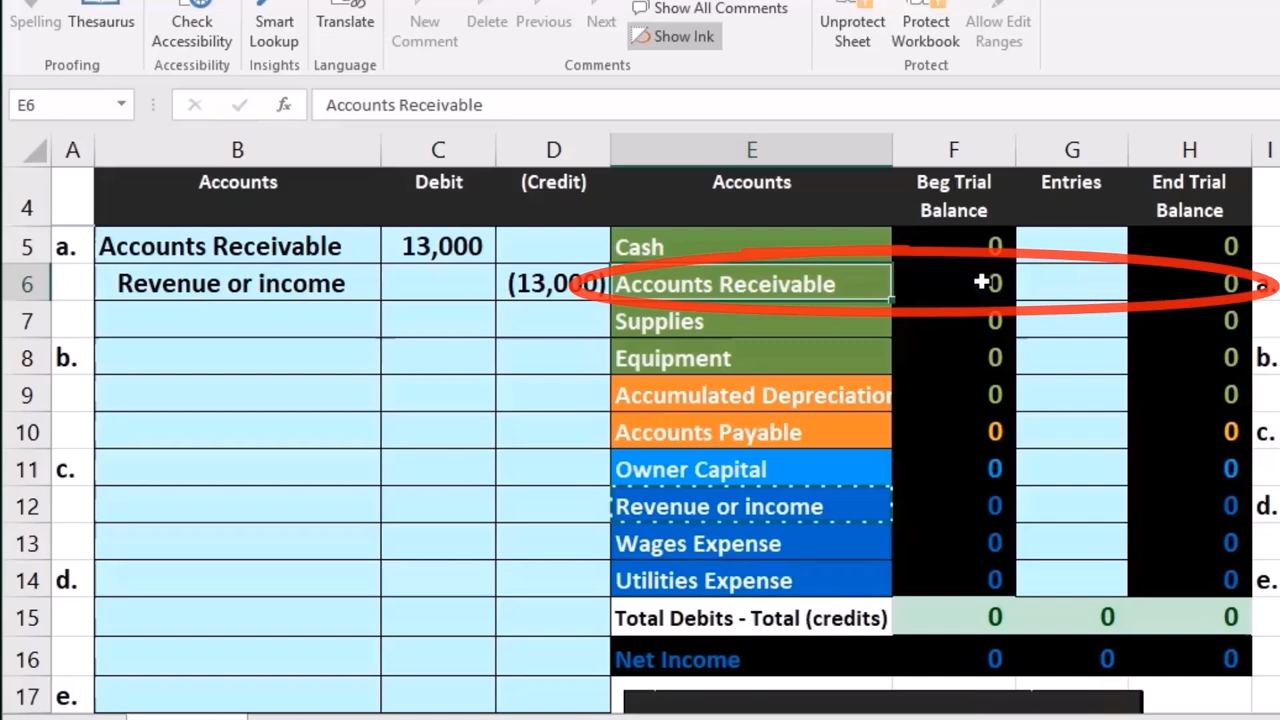 Spelling Thesaurus Check Accessibility Smart Lookup Translate New Comment Delete Previous Next Show All Comments Show Ink Unprotect Sheet Protect Workbook Allow Edit Ranges
Proofing Accessibility Insights Language Comments Protect
E6 fx Accounts Receivable
A B C D E F G H I
4 Accounts Debit (Credit) Accounts Beg Trial Balance Entries End Trial Balance
5 a. Accounts Receivable 13,000 Cash 0 0
6 Revenue or income (13,000) Accounts Receivable 0 0 a.
7 Supplies 0 0
8 b. Equipment 0 0 b.
9 Accumulated Depreciation 0 0
10 Accounts Payable 0 0 c.
11 c. Owner Capital 0 0
12 Revenue or income 0 0 d.
13 Wages Expense 0 0
14 d. Utilities Expense 0 0 e.
15 Total Debits - Total (credits) 0 0 0
16 Net Income 0 0 0
17 e.